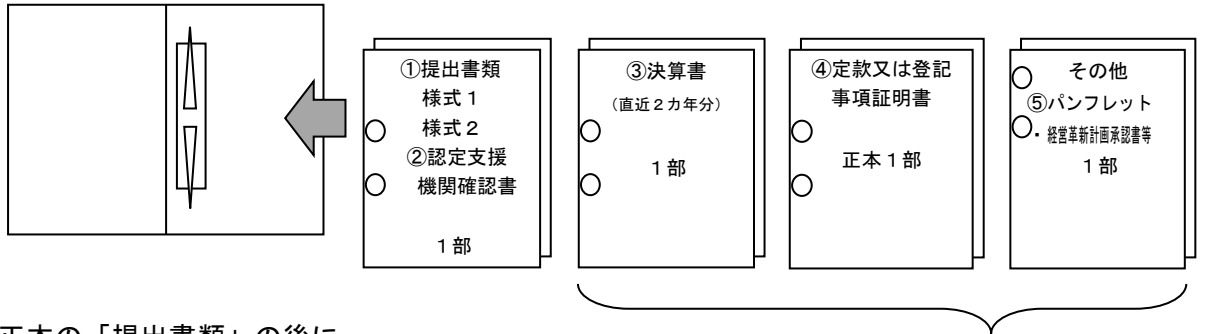 ①提出書類
様式１
様式２
②認定支援
機関確認書
１部
③決算書
（直近２カ年分）
１部
④定款又は登記
事項証明書
正本１部
その他
⑤パンフレット
・経営革新計画承認書等
１部
正本の「提出書類」の後に